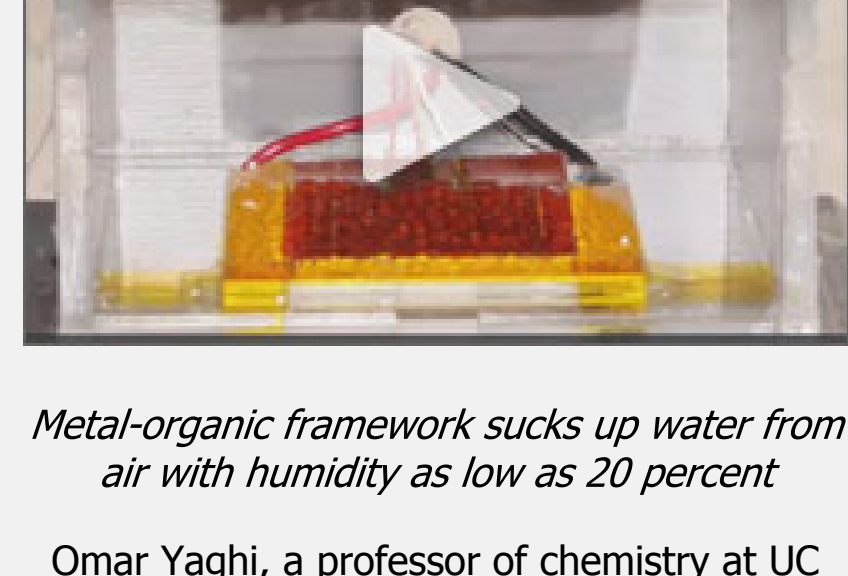 Metal-organic framework sucks up water from
air with humidity as low as 20 percent
Omar Yaghi, a professor of chemistry at UC